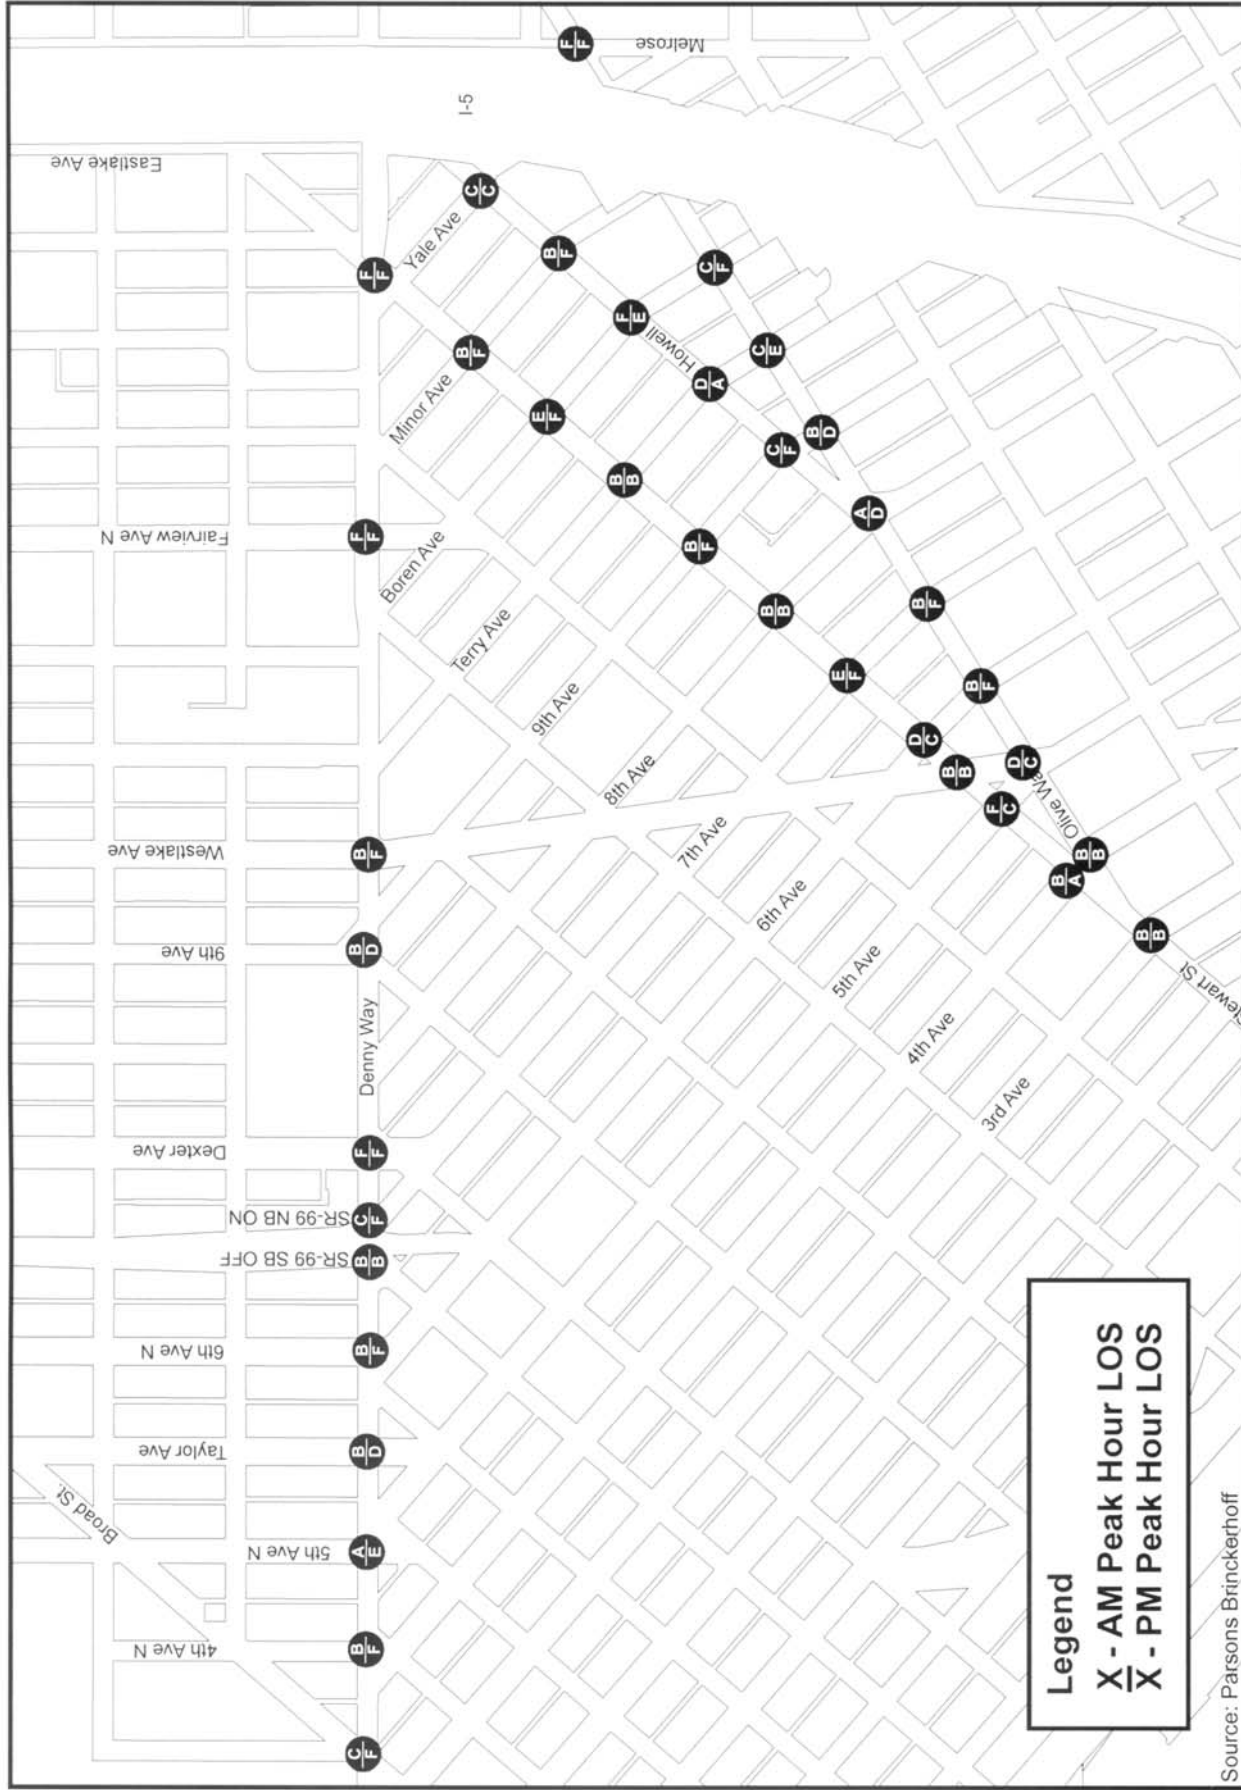 Broad St.
Eastlake Ave
4th Ave N
5th Ave N
Taylor Ave
6th Ave N
SR-99 SB OFF
SR-99 NB ON
Dexter Ave
9th Ave
Westlake Ave
Fairview Ave N
C
F
B
F
A
E
B
D
B
F
B
B
C
F
F
F
Denny Way
B
D
B
F
F
F
F
F
Boren Ave
Minor Ave
Yale Ave
I-5
Terry Ave
B
F
C
C
9th Ave
E
F
B
F
F
F
Melrose
8th Ave
B
B
F
E
Howell
7th Ave
B
F
D
A
C
F
6th Ave
B
B
C
F
C
E
B
D
5th Ave
E
F
A
D
4th Ave
D
C
B
B
B
F
3rd Ave
F
C
B
F
D
C
Olive Wa
B
A
B
B
B
B
tewart St
Legend
X - AM Peak Hour LOS
X - PM Peak Hour LOS
Source: Parsons Brinckerhoff